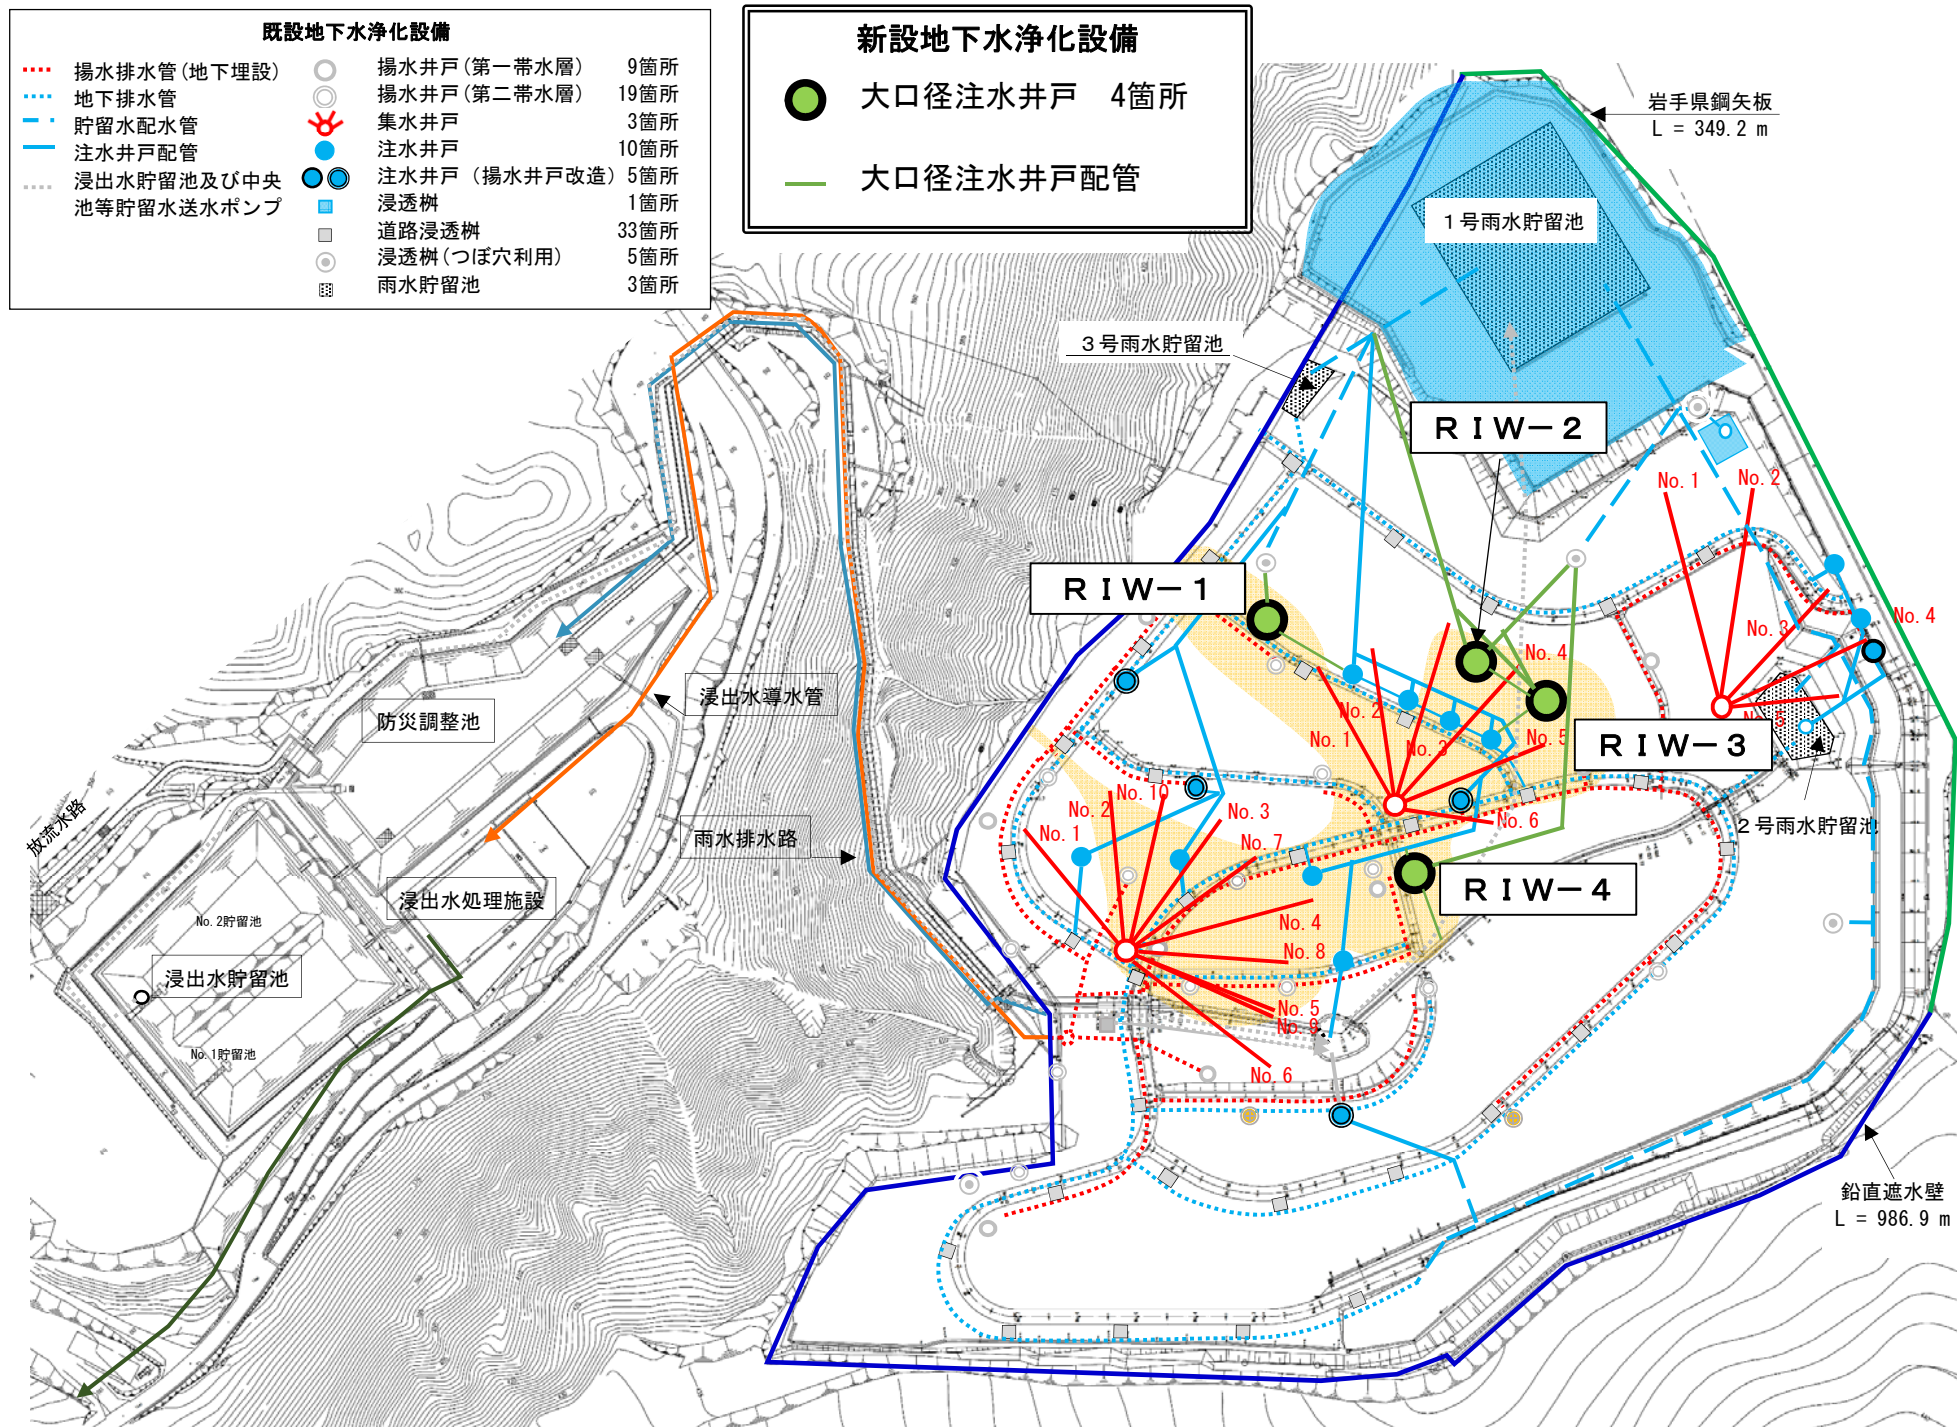 既設地下水浄化設備
揚水排水管(地下埋設)
地下排水管
貯留水配水管
注水井戸配管
浸出水貯留池及び中央
池等貯留水送水ポンプ
揚水井戸(第一帯水層) 9箇所
揚水井戸(第二帯水層) 19箇所
集水井戸 3箇所
注水井戸 10箇所
注水井戸(揚水井戸改造) 5箇所
浸透桝 1箇所
道路浸透桝 33箇所
浸透桝(つぼ穴利用) 5箇所
雨水貯留池 3箇所
新設地下水浄化設備
大口径注水井戸 4箇所
大口径注水井戸配管
岩手県鋼矢板
L = 349.2 m
1号雨水貯留池
3号雨水貯留池
RIW-2
No.1
No.2
No.3
No.4
RIW-1
No.4
No.2
No.1
No.3
No.5
No.6
RIW-3
2号雨水貯留池
浸出水導水管
防災調整池
雨水排水路
放流水路
浸出水処理施設
No.2貯留池
浸出水貯留池
No.1貯留池
No.10
No.2
No.1
No.3
No.7
RIW-4
No.4
No.8
No.5
No.9
No.6
鉛直遮水壁
L = 986.9 m